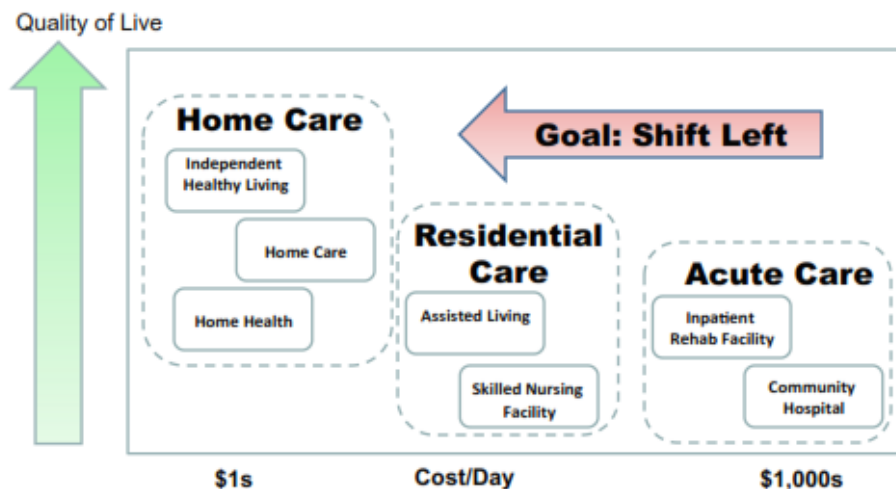 Quality of Live
Home Care
Goal: Shift Left
Independent
Healthy Living
Home Care
Home Health
Residential
Care
Assisted Living
Skilled Nursing
Facility
Acute Care
Inpatient
Rehab Facility
Community
Hospital
$1s
Cost/Day
$1,000s